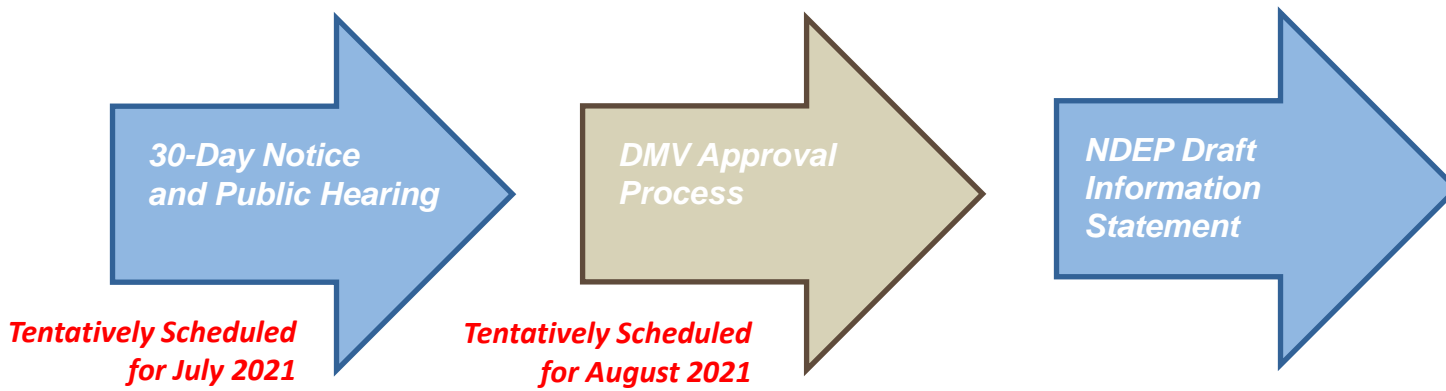 30-Day Notice
and Public Hearing
Tentatively Scheduled
for July 2021
DMV Approval
Process
Tentatively Scheduled
for August 2021
NDEP Draft
Information
Statement